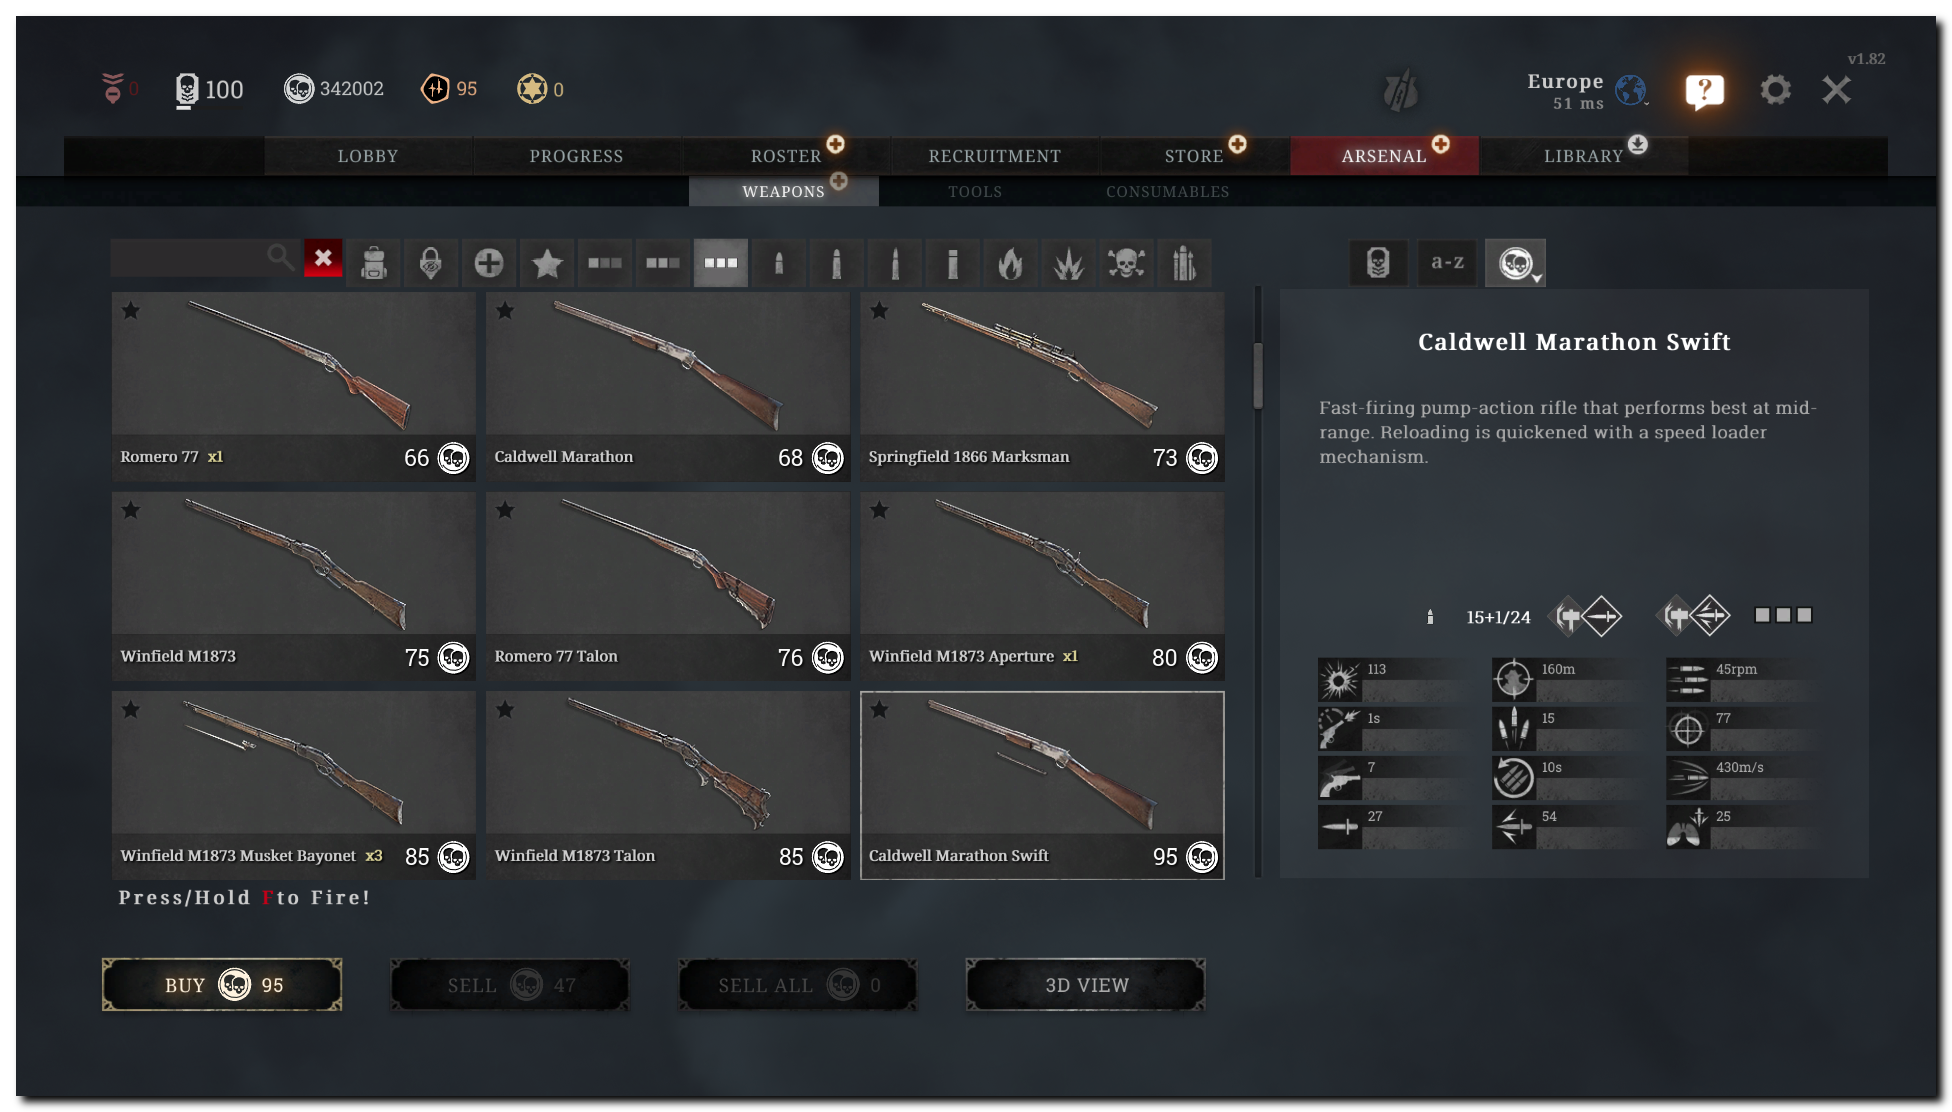 v1.82
0
100
342002
95
0
Europe
51 ms
?
LOBBY
PROGRESS
ROSTER
RECRUITMENT
STORE
ARSENAL
LIBRARY
WEAPONS
TOOLS
CONSUMABLES
a-z
Romero 77 x1 66
Caldwell Marathon 68
Springfield 1866 Marksman 73
Winfield M1873 75
Romero 77 Talon 76
Winfield M1873 Aperture x1 80
Winfield M1873 Musket Bayonet x3 85
Winfield M1873 Talon 85
Caldwell Marathon Swift 95
Press/Hold F to Fire!
BUY 95
SELL 47
SELL ALL 0
3D VIEW
Caldwell Marathon Swift
Fast-firing pump-action rifle that performs best at mid-
range. Reloading is quickened with a speed loader
mechanism.
15+1/24
113
160m
45rpm
1s
15
77
7
10s
430m/s
27
54
25